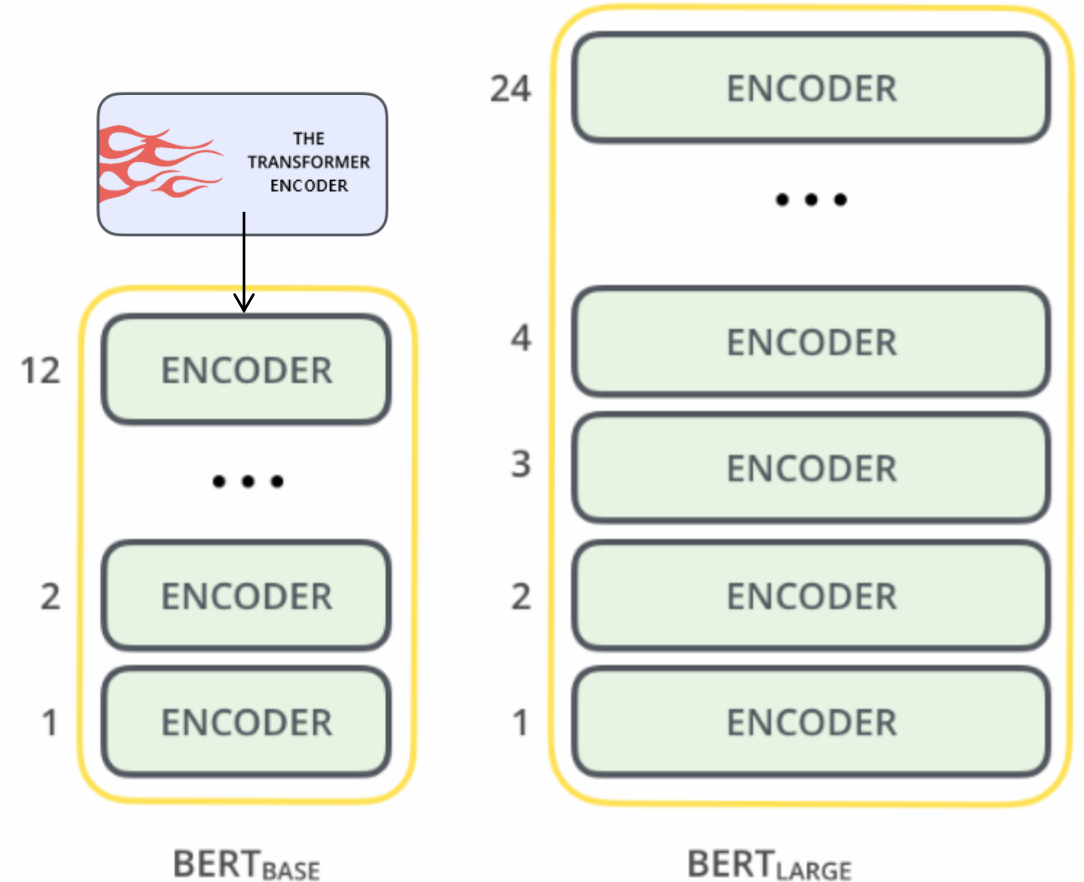 THE
TRANSFORMER
ENCODER
12 ENCODER
...
2 ENCODER
1 ENCODER
BERTBASE
24 ENCODER
...
4 ENCODER
3 ENCODER
2 ENCODER
1 ENCODER
BERTLARGE